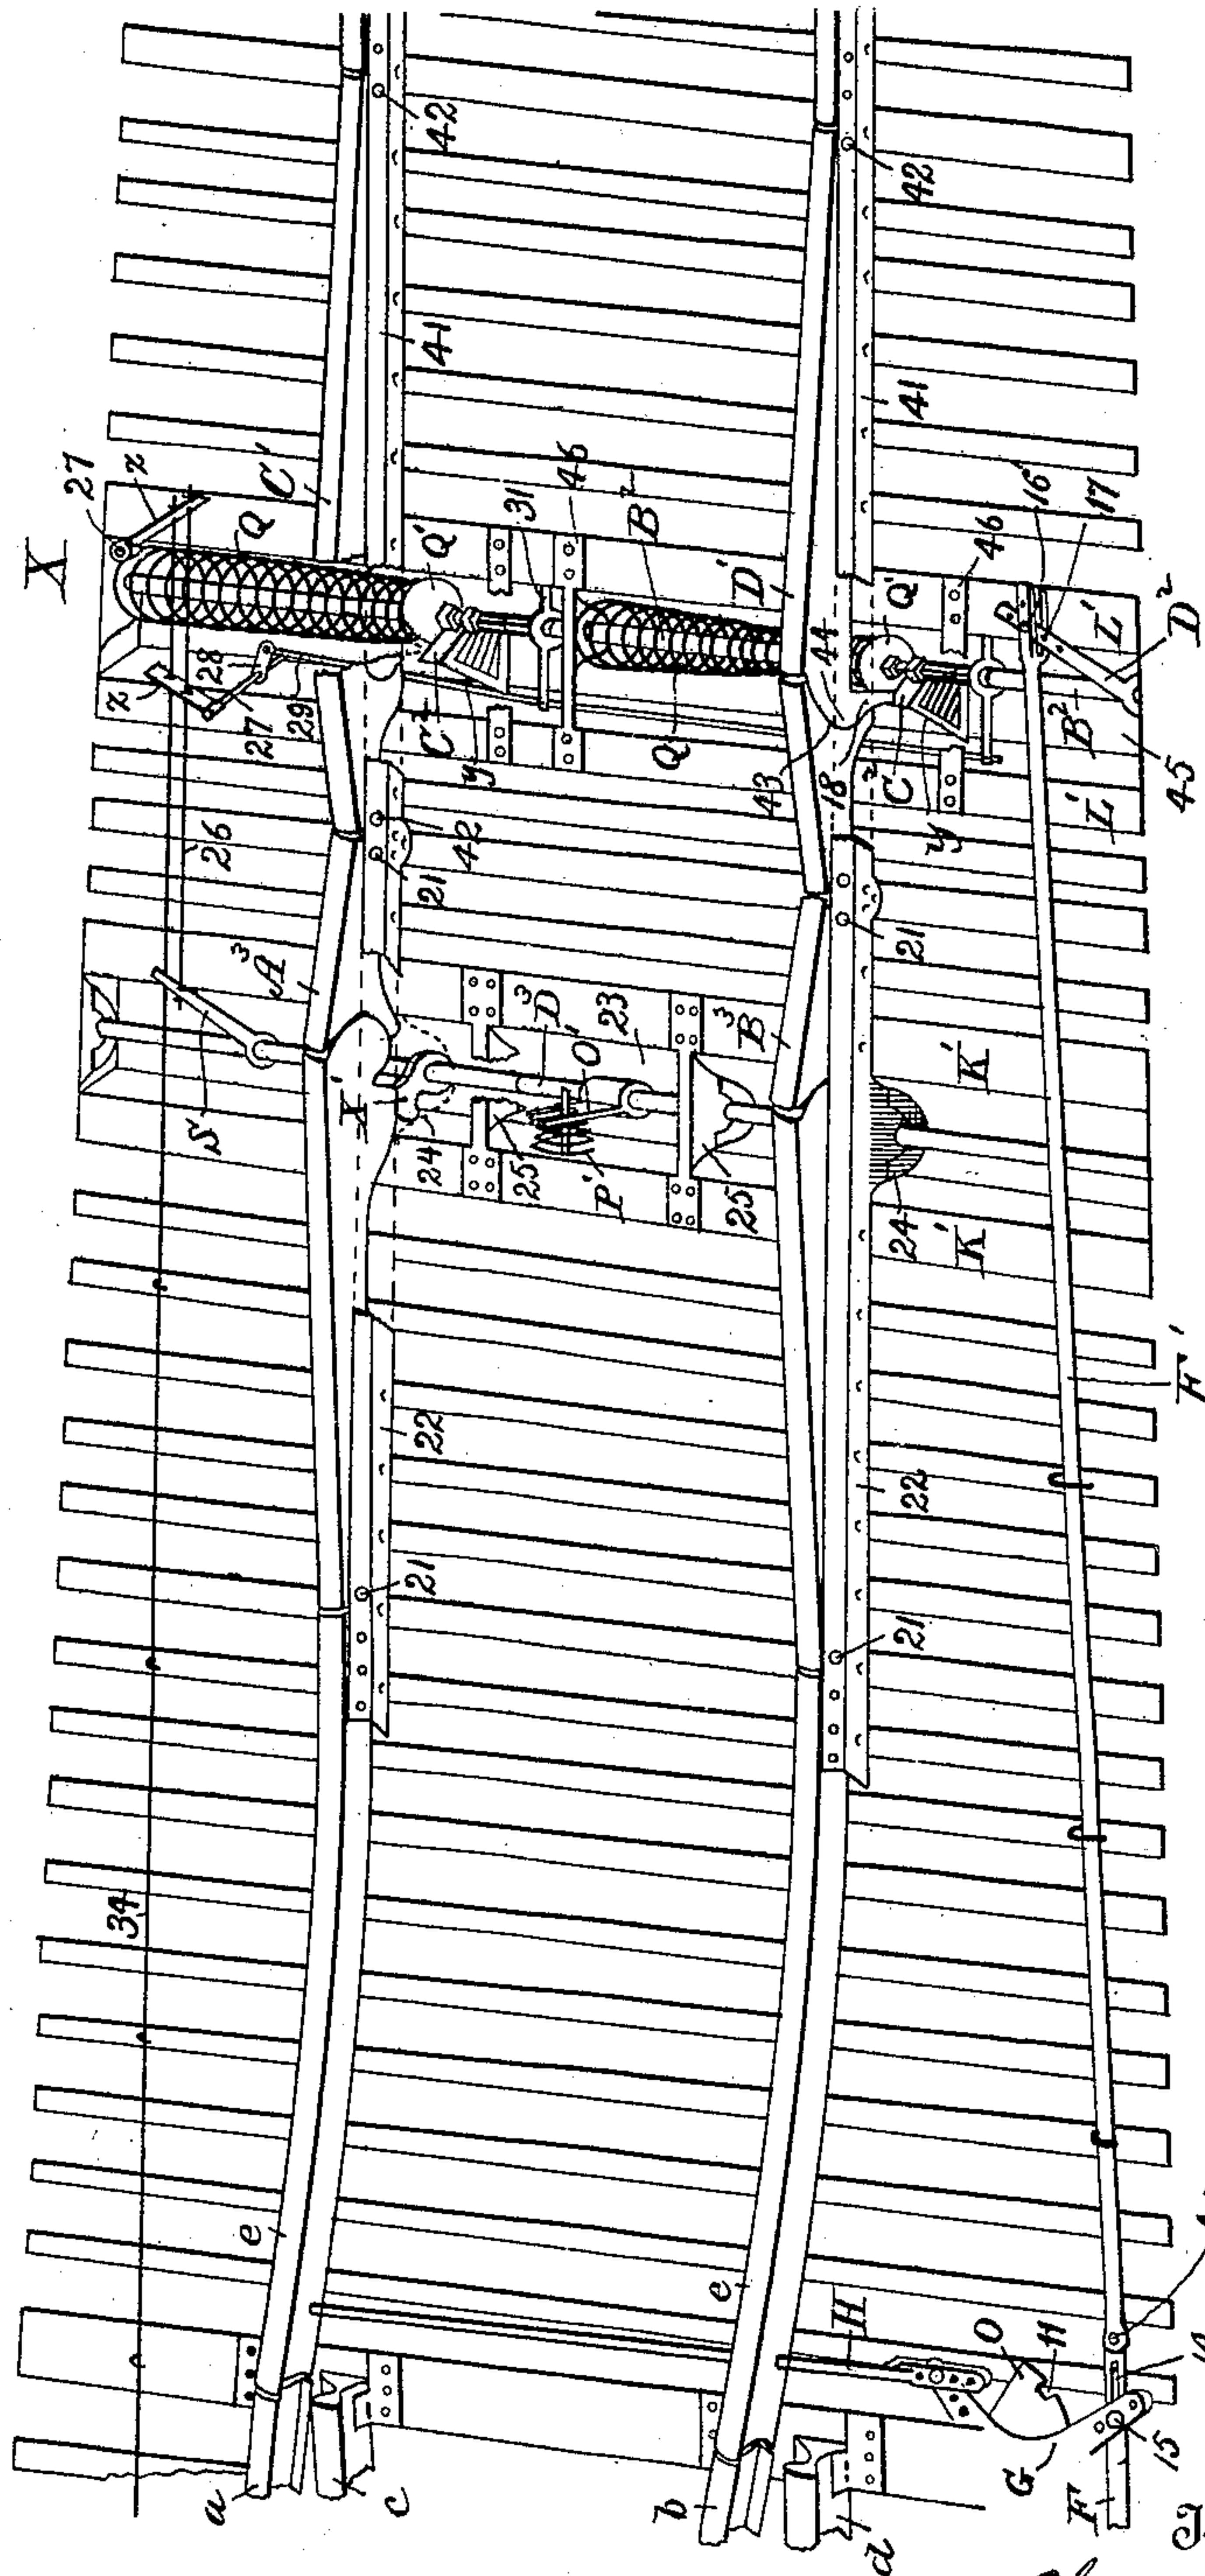 X
27
z
Q
C'
42
z
28
Q'
41
27
29
31
46
C²
y
Q
B²
26
S'
A³
42
21
D'
42
44
Q'
43
18
C²
y
46
41
16
17
L'
D²
B²
L'
45
X'
D³
O'
23
B³
24
25
P'
25
21
K'
24
K'
34
22
21
22
21
F'
e
e
a
c
b
d
H
O
H
G
F
15